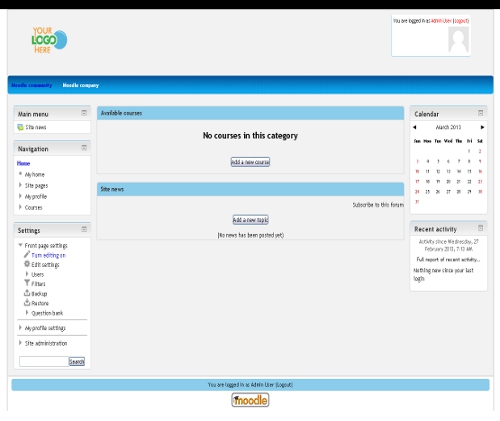 You are logged in as Admin User (Logout)
YOUR
LOGO
HERE
Moodle community
Moodle company
Main menu
Site news
Navigation
Home
My home
Site pages
My profile
Courses
Settings
Front page settings
Turn editing on
Edit settings
Users
Filters
Backup
Restore
Question bank
My profile settings
Site administration
Search
Available courses
No courses in this category
Add a new course
Site news
Subscribe to this forum
Add a new topic
(No news has been posted yet)
Calendar
March 2013
Sun Mon Tue Wed Thu Fri Sat
1 2
3 4 5 6 7 8 9
10 11 12 13 14 15 16
17 18 19 20 21 22 23
24 25 26 27 28 29 30
31
Recent activity
Activity since Wednesday, 27
February 2013, 7:13 AM
Full report of recent activity...
Nothing new since your last
login
You are logged in as Admin User (Logout)
moodle